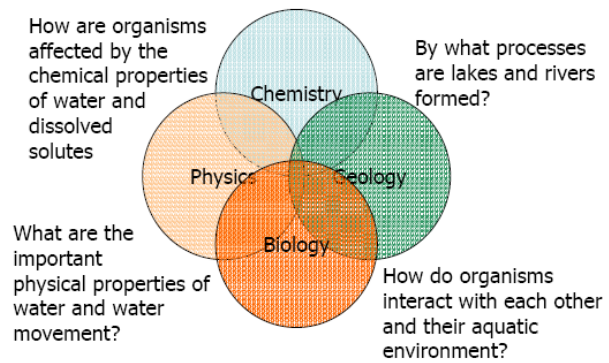 How are organisms
affected by the
chemical properties
of water and
dissolved
solutes
By what processes
are lakes and rivers
formed?
Chemistry
Physics
Geology
Biology
What are the
important
physical properties of
water and water
movement?
How do organisms
interact with each other
and their aquatic
environment?